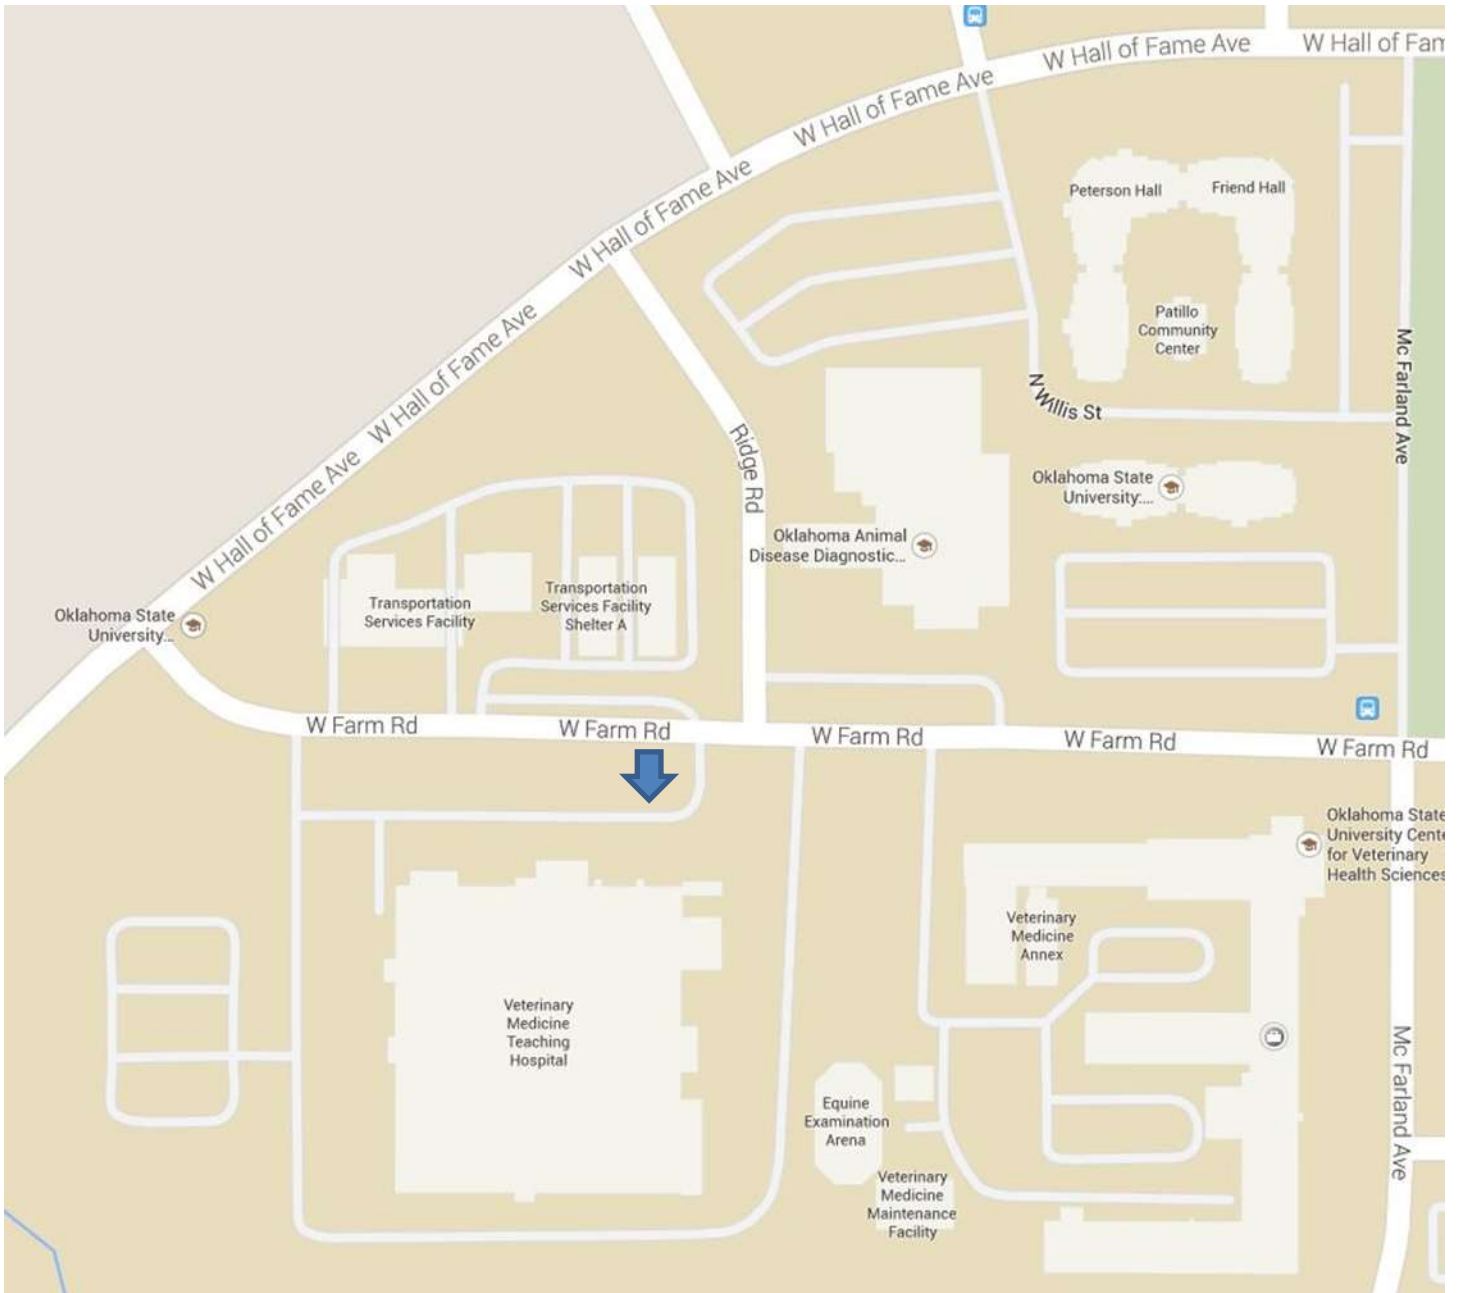 W Hall of Fame Ave
W Hall of Fam
W Hall of Fame Ave
W Hall of Fame Ave
W Hall of Fame Ave
W Hall of Fame Ave
W Hall of Fame Ave
Peterson Hall
Friend Hall
Patillo
Community
Center
Mc Farland Ave
N Willis St
Ridge Rd
Oklahoma State
University:...
Oklahoma Animal
Disease Diagnostic...
Transportation
Services Facility
Transportation
Services Facility
Shelter A
Oklahoma State
University...
W Farm Rd
W Farm Rd
W Farm Rd
W Farm Rd
W Farm Rd
Oklahoma State
University Cente
for Veterinary
Health Sciences
Veterinary
Medicine
Annex
Veterinary
Medicine
Teaching
Hospital
Equine
Examination
Arena
Mc Farland Ave
Veterinary
Medicine
Maintenance
Facility